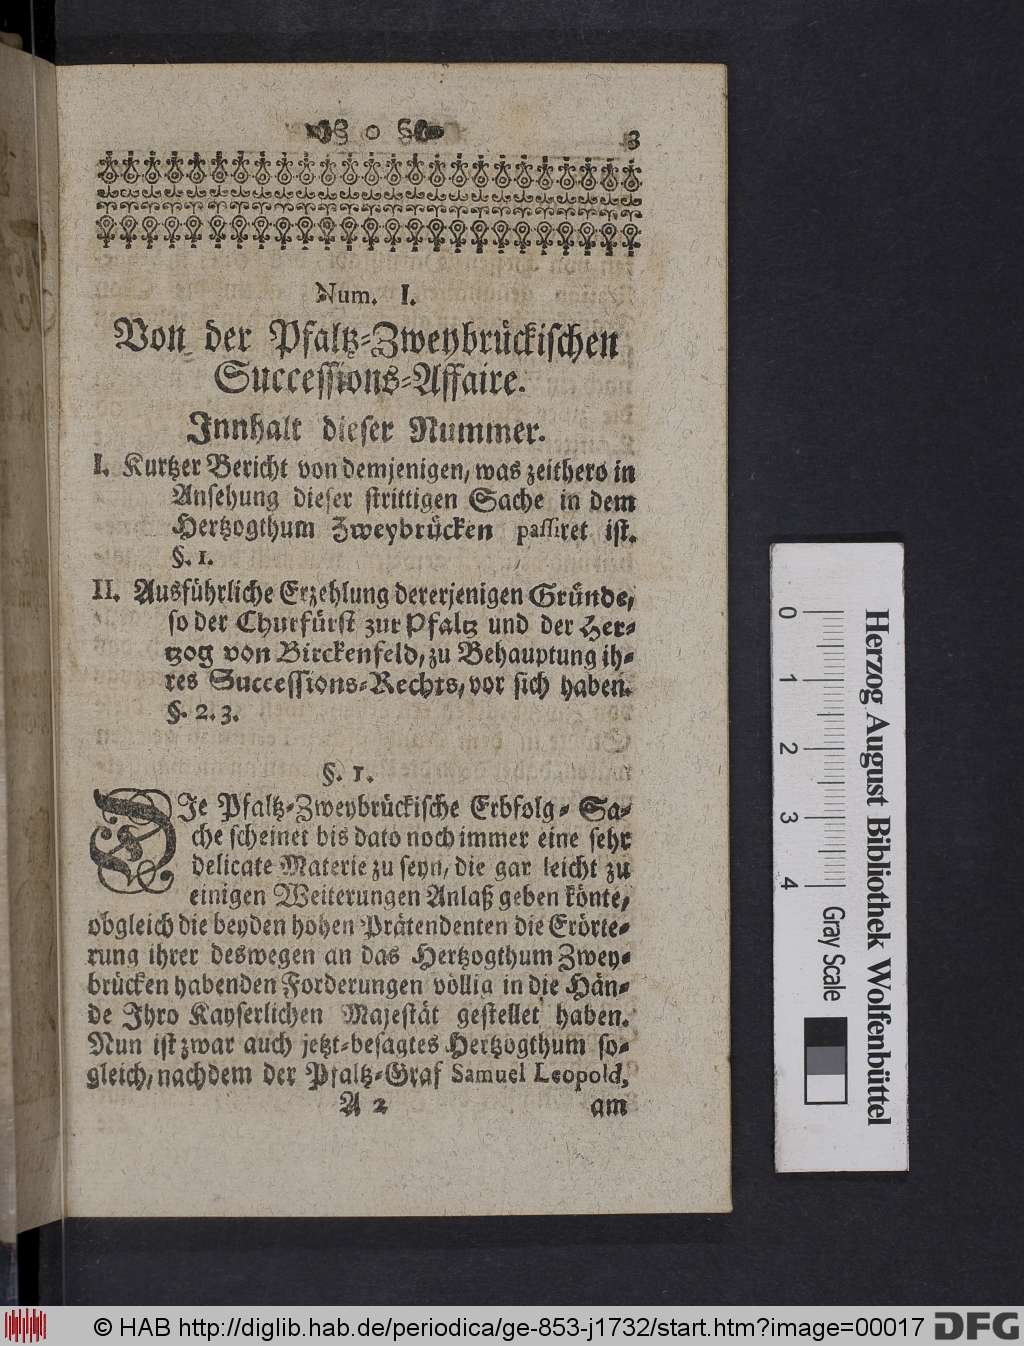 3
Num. I.
Von der Pfaltz-Zweybrückischen
Successions-Affaire.
Innhalt dieser Nummer.
I. Kurtzer Bericht von demjenigen, was zeithero in
Ansehung dieser strittigen Sache in dem
Hertzogthum Zweybrücken passiret ist.
§. 1.
II. Ausführliche Erzehlung dererjenigen Gründe,
so der Churfürst zur Pfaltz und der Her-
tzog von Birckenfeld, zu Behauptung ih-
res Successions-Rechts, vor sich haben.
§. 2. 3.
§. 1.
DIe Pfaltz-Zweybrückische Erbfolg-Sa-
che scheinet bis dato noch immer eine sehr
delicate Materie zu seyn, die gar leicht zu
einigen Weiterungen Anlaß geben könte,
obgleich die beyden hohen Prätendenten die Erörte-
rung ihrer deswegen an das Hertzogthum Zwey-
brücken habenden Forderungen völlig in die Hän-
de Ihro Kayserlichen Majestät gestellet haben.
Nun ist zwar auch jetzt-besagtes Hertzogthum so-
gleich, nachdem der Pfaltz-Graf Samuel Leopold,
A 2 am
0 1 2 3 4
Gray Scale
Herzog August Bibliothek Wolfenbüttel
© HAB http://diglib.hab.de/periodica/ge-853-j1732/start.htm?image=00017
DFG